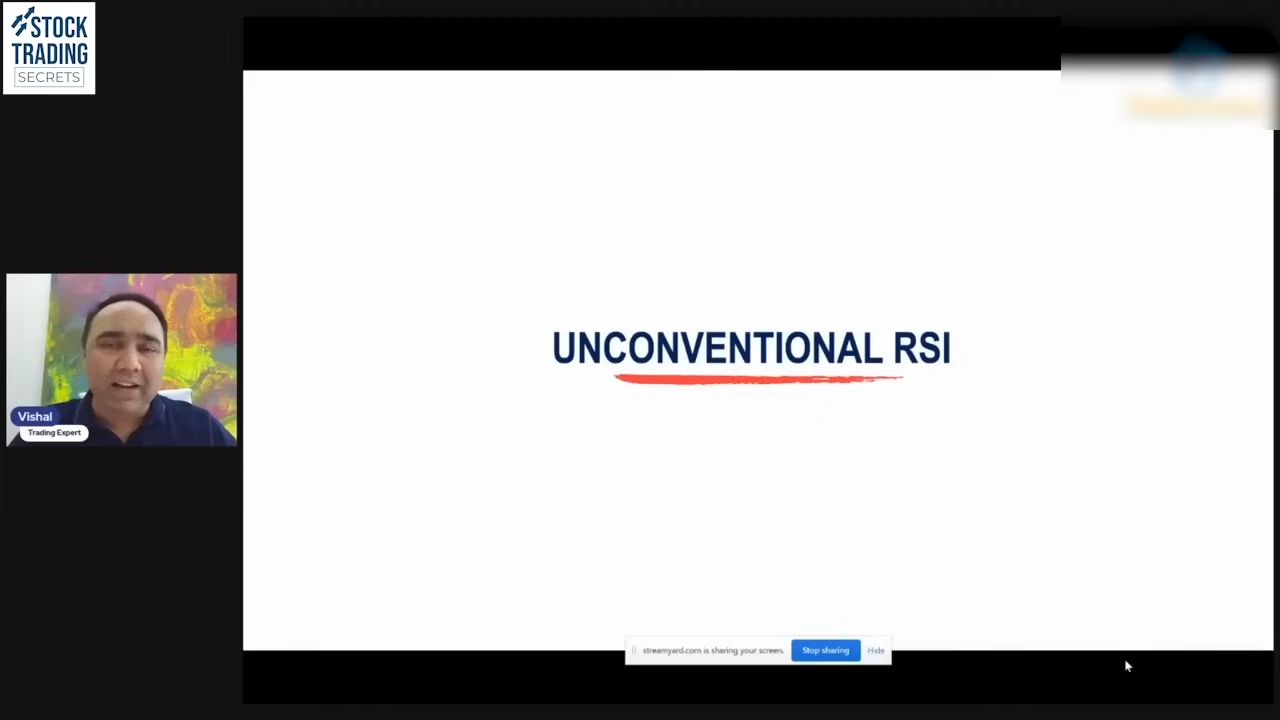 STOCK
TRADING
SECRETS
UNCONVENTIONAL RSI
Vishal
Trading Expert
streamyard.com is sharing your screen.
Stop sharing
Hide